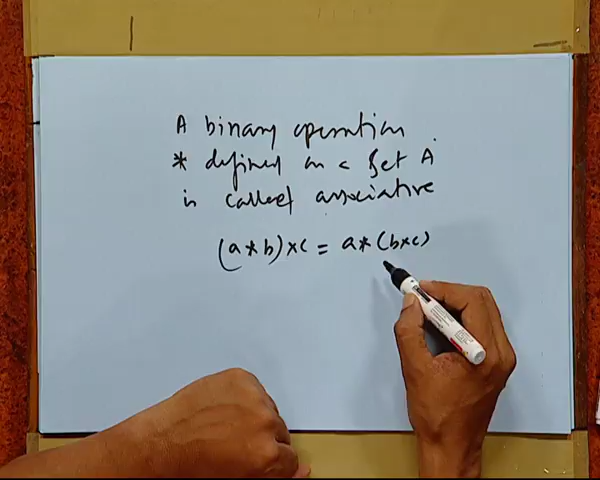 A binary operation
* defined on a set A
is called associative
(a * b) * c = a * (b * c)